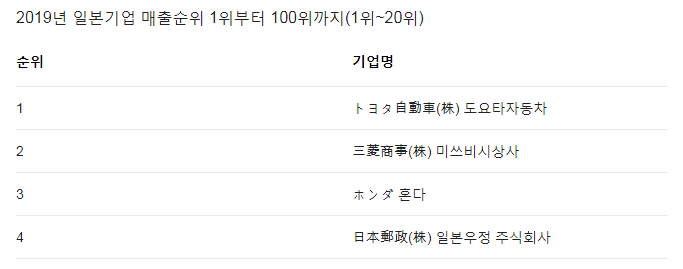 2019년 일본기업 매출순위 1위부터 100위까지(1위~20위)
순위 기업명
1 トヨタ自動車(株) 도요타자동차
2 三菱商事(株) 미쓰비시상사
3 ホンダ 혼다
4 日本郵政(株) 일본우정 주식회사